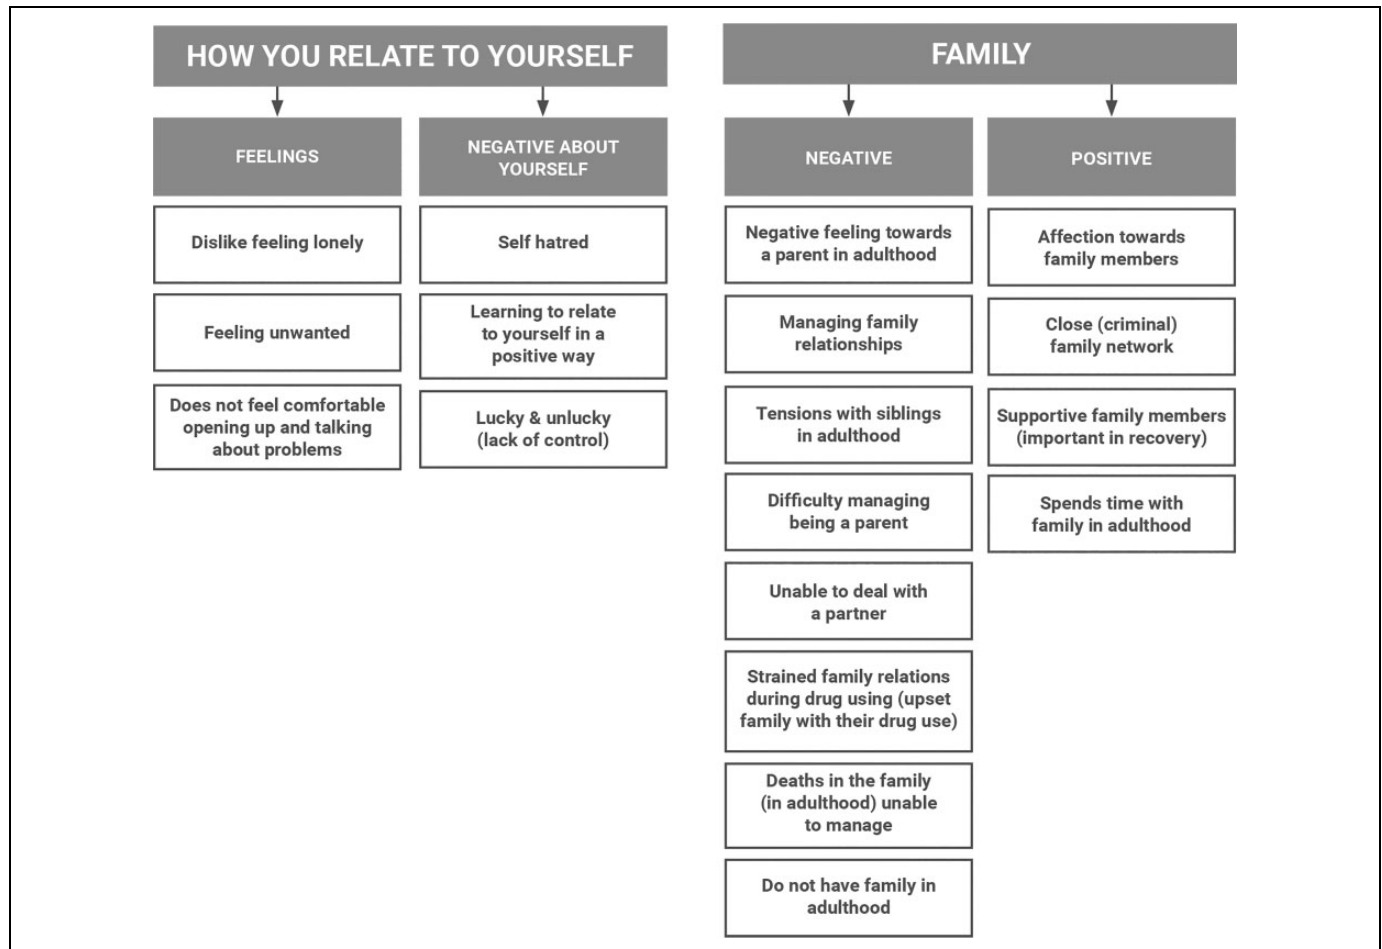 HOW YOU RELATE TO YOURSELF
FEELINGS
Dislike feeling lonely
Feeling unwanted
Does not feel comfortable
opening up and talking
about problems
NEGATIVE ABOUT
YOURSELF
Self hatred
Learning to relate
to yourself in a
positive way
Lucky & unlucky
(lack of control)
FAMILY
NEGATIVE
Negative feeling towards
a parent in adulthood
Managing family
relationships
Tensions with siblings
in adulthood
Difficulty managing
being a parent
Unable to deal with
a partner
Strained family relations
during drug using (upset
family with their drug use)
Deaths in the family
(in adulthood) unable
to manage
Do not have family in
adulthood
POSITIVE
Affection towards
family members
Close (criminal)
family network
Supportive family members
(important in recovery)
Spends time with
family in adulthood